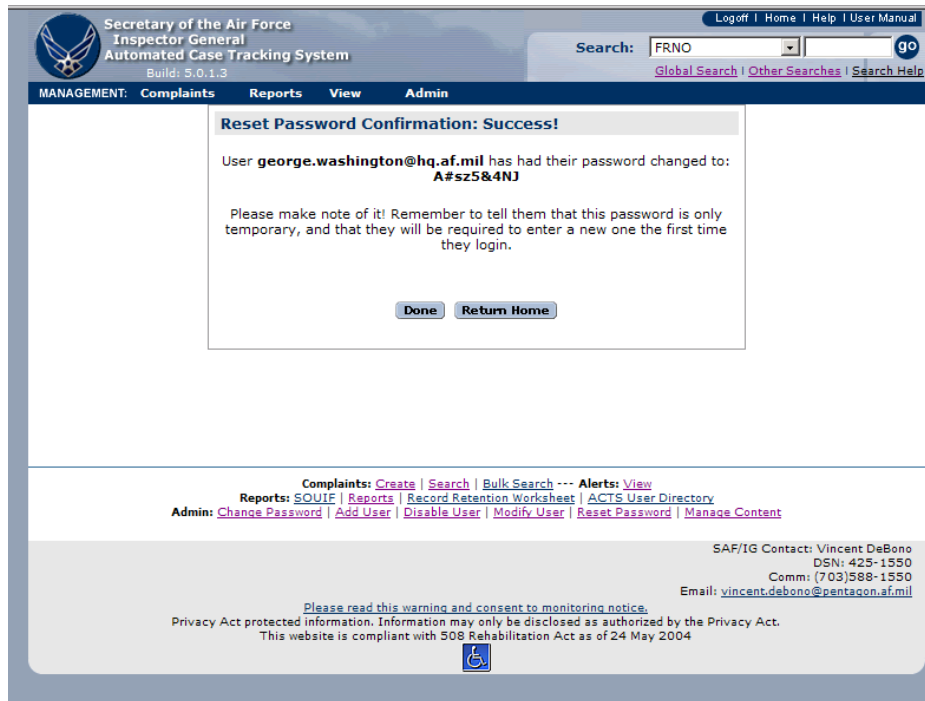 Secretary of the Air Force
Inspector General
Automated Case Tracking System
Build: 5.0.1.3
Logoff | Home | Help | User Manual
Search: FRNO go
Global Search | Other Searches | Search Help
MANAGEMENT: Complaints Reports View Admin
Reset Password Confirmation: Success!
User george.washington@hq.af.mil has had their password changed to:
A#sz5&4NJ
Please make note of it! Remember to tell them that this password is only
temporary, and that they will be required to enter a new one the first time
they login.
Done Return Home
Complaints: Create | Search | Bulk Search --- Alerts: View
Reports: SOUIF | Reports | Record Retention Worksheet | ACTS User Directory
Admin: Change Password | Add User | Disable User | Modify User | Reset Password | Manage Content
SAF/IG Contact: Vincent DeBono
DSN: 425-1550
Comm: (703)588-1550
Email: vincent.debono@pentagon.af.mil
Please read this warning and consent to monitoring notice.
Privacy Act protected information. Information may only be disclosed as authorized by the Privacy Act.
This website is compliant with 508 Rehabilitation Act as of 24 May 2004